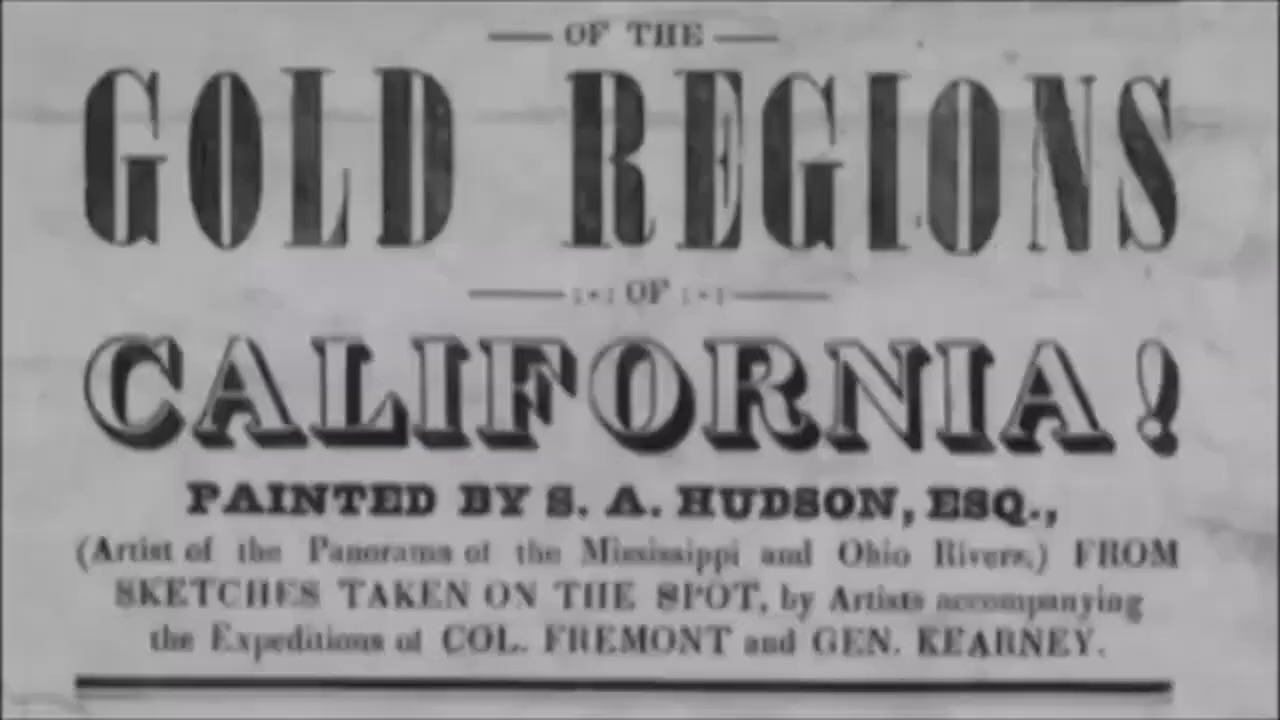 OF THE
GOLD REGIONS
OF
CALIFORNIA!
PAINTED BY S. A. HUDSON, ESQ.,
(Artist of the Panorama of the Mississippi and Ohio Rivers,) FROM
SKETCHES TAKEN ON THE SPOT, by Artists accompanying
the Expeditions of COL. FREMONT and GEN. KEARNEY.